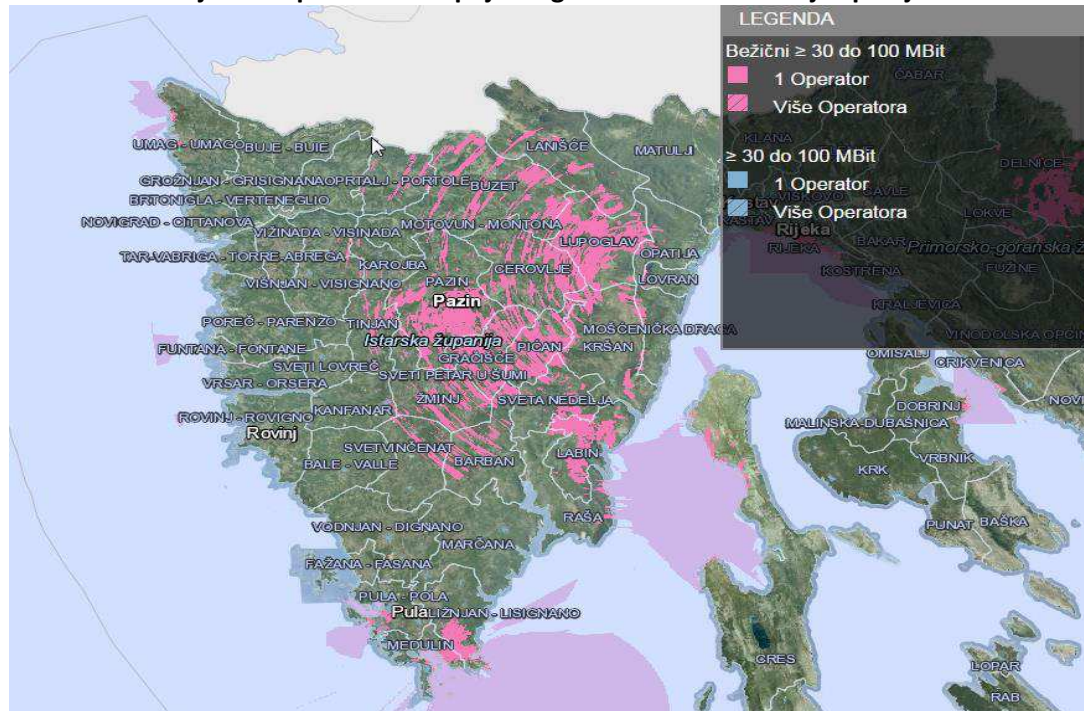 LEGENDA
Bežični ≥ 30 do 100 MBit
1 Operator
Više Operatora
≥ 30 do 100 MBit
1 Operator
Više Operatora
ČABAR
KLANA
DELNICE
LOKVE
Rijeka
RIJEKA
BAKAR
Primorsko-goranska ž
KOSTRENA
FUŽINE
KRALJEVICA
VINODOLSKA OPĆI
UMAG - UMAGO
BUJE - BUIE
LANIŠĆE
MATULJI
GROŽNJAN - GRISIGNANA
OPRTALJ - PORTOLE
BUZET
BRTONIGLA - VERTENEGLIO
NOVIGRAD - CITTANOVA
VIŽINADA - VISINADA
MOTOVUN - MONTONA
LUPOGLAV
OPATIJA
TAR-VABRIGA - TORRE ABREGA
KAROJBA
CEROVLJE
LOVRAN
VIŠNJAN - VISIGNANO
PAZIN
Pazin
POREČ - PARENZO
TINJAN
MOŠĆENIČKA DRAGA
Istarska županija
PIĆAN
KRŠAN
FUNTANA - FONTANE
GRAČIŠĆE
SVETI LOVREČ
SVETI PETAR U ŠUMI
VRSAR - ORSERA
ŽMINJ
SVETA NEDELJA
ROVINJ - ROVIGNO
KANFANAR
Rovinj
SVETVINČENAT
LABIN
BALE - VALLE
BARBAN
RAŠA
VODNJAN - DIGNANO
MARČANA
FAŽANA - FASANA
PULA - POLA
Pula
LIŽNJAN - LISIGNANO
MEDULIN
OMIŠALJ
CRIKVENICA
DOBRINJ
NOVI
MALINSKA-DUBAŠNICA
VRBNIK
KRK
PUNAT
BAŠKA
CRES
LOPAR
RAB